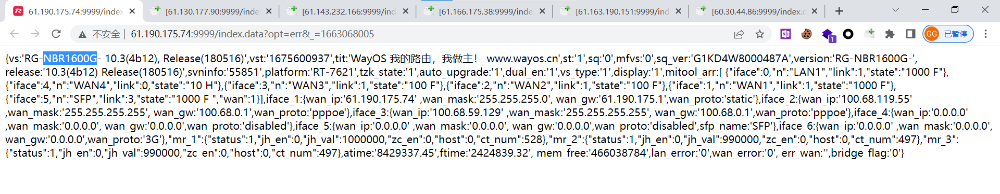 61.190.175.74:9999/index
[61.130.177.90:9999/index
[61.143.232.166:9999/ind
[61.166.175.38:9999/index
[61.163.190.151:9999/ind
[60.30.44.86:9999/index.d
不安全 | 61.190.175.74:9999/index.data?opt=err&_=1663068005
1
GG 已暂停
{vs:'RG-NBR1600G- 10.3(4b12), Release(180516)',vst:'1675600937',tit:'WayOS 我的路由，我做主！ www.wayos.cn',st:'1',sq:'0',mfvs:'0',sq_ver:'G1KD4W8000487A',version:'RG-NBR1600G-',
release:'10.3(4b12) Release(180516)',svninfo:'55851',platform:'RT-7621',tzk_state:'1',auto_upgrade:'1',dual_en:'1',vs_type:'1',display:'1',mitool_arr:[ {"iface":0,"n":"LAN1","link":1,"state":"1000 F"},
{"iface":4,"n":"WAN4","link":0,"state":"10 H"},{"iface":3,"n":"WAN3","link":1,"state":"100 F"},{"iface":2,"n":"WAN2","link":1,"state":"100 F"},{"iface":1,"n":"WAN1","link":1,"state":"1000 F"},
{"iface":5,"n":"SFP","link":3,"state":"1000 F ","wan":1}],iface_1:{wan_ip:'61.190.175.74' ,wan_mask:'255.255.255.0', wan_gw:'61.190.175.1',wan_proto:'static'},iface_2:{wan_ip:'100.68.119.55'
,wan_mask:'255.255.255.255', wan_gw:'100.68.0.1',wan_proto:'pppoe'},iface_3:{wan_ip:'100.68.59.129' ,wan_mask:'255.255.255.255', wan_gw:'100.68.0.1',wan_proto:'pppoe'},iface_4:{wan_ip:'0.0.0.0'
,wan_mask:'0.0.0.0', wan_gw:'0.0.0.0',wan_proto:'disabled'},iface_5:{wan_ip:'0.0.0.0' ,wan_mask:'0.0.0.0', wan_gw:'0.0.0.0',wan_proto:'disabled',sfp_name:'SFP'},iface_6:{wan_ip:'0.0.0.0' ,wan_mask:'0.0.0.0',
wan_gw:'0.0.0.0',wan_proto:'3G'},"mr_1":{"status":1,"jh_en":0,"jh_val":1000000,"zc_en":0,"host":0,"ct_num":528},"mr_2":{"status":1,"jh_en":0,"jh_val":990000,"zc_en":0,"host":0,"ct_num":497},"mr_3":
{"status":1,"jh_en":0,"jh_val":990000,"zc_en":0,"host":0,"ct_num":497},atime:'8429337.45',ftime:'2424839.32', mem_free:'466038784',lan_error:'0',wan_error:'0', err_wan:'',bridge_flag:'0'}